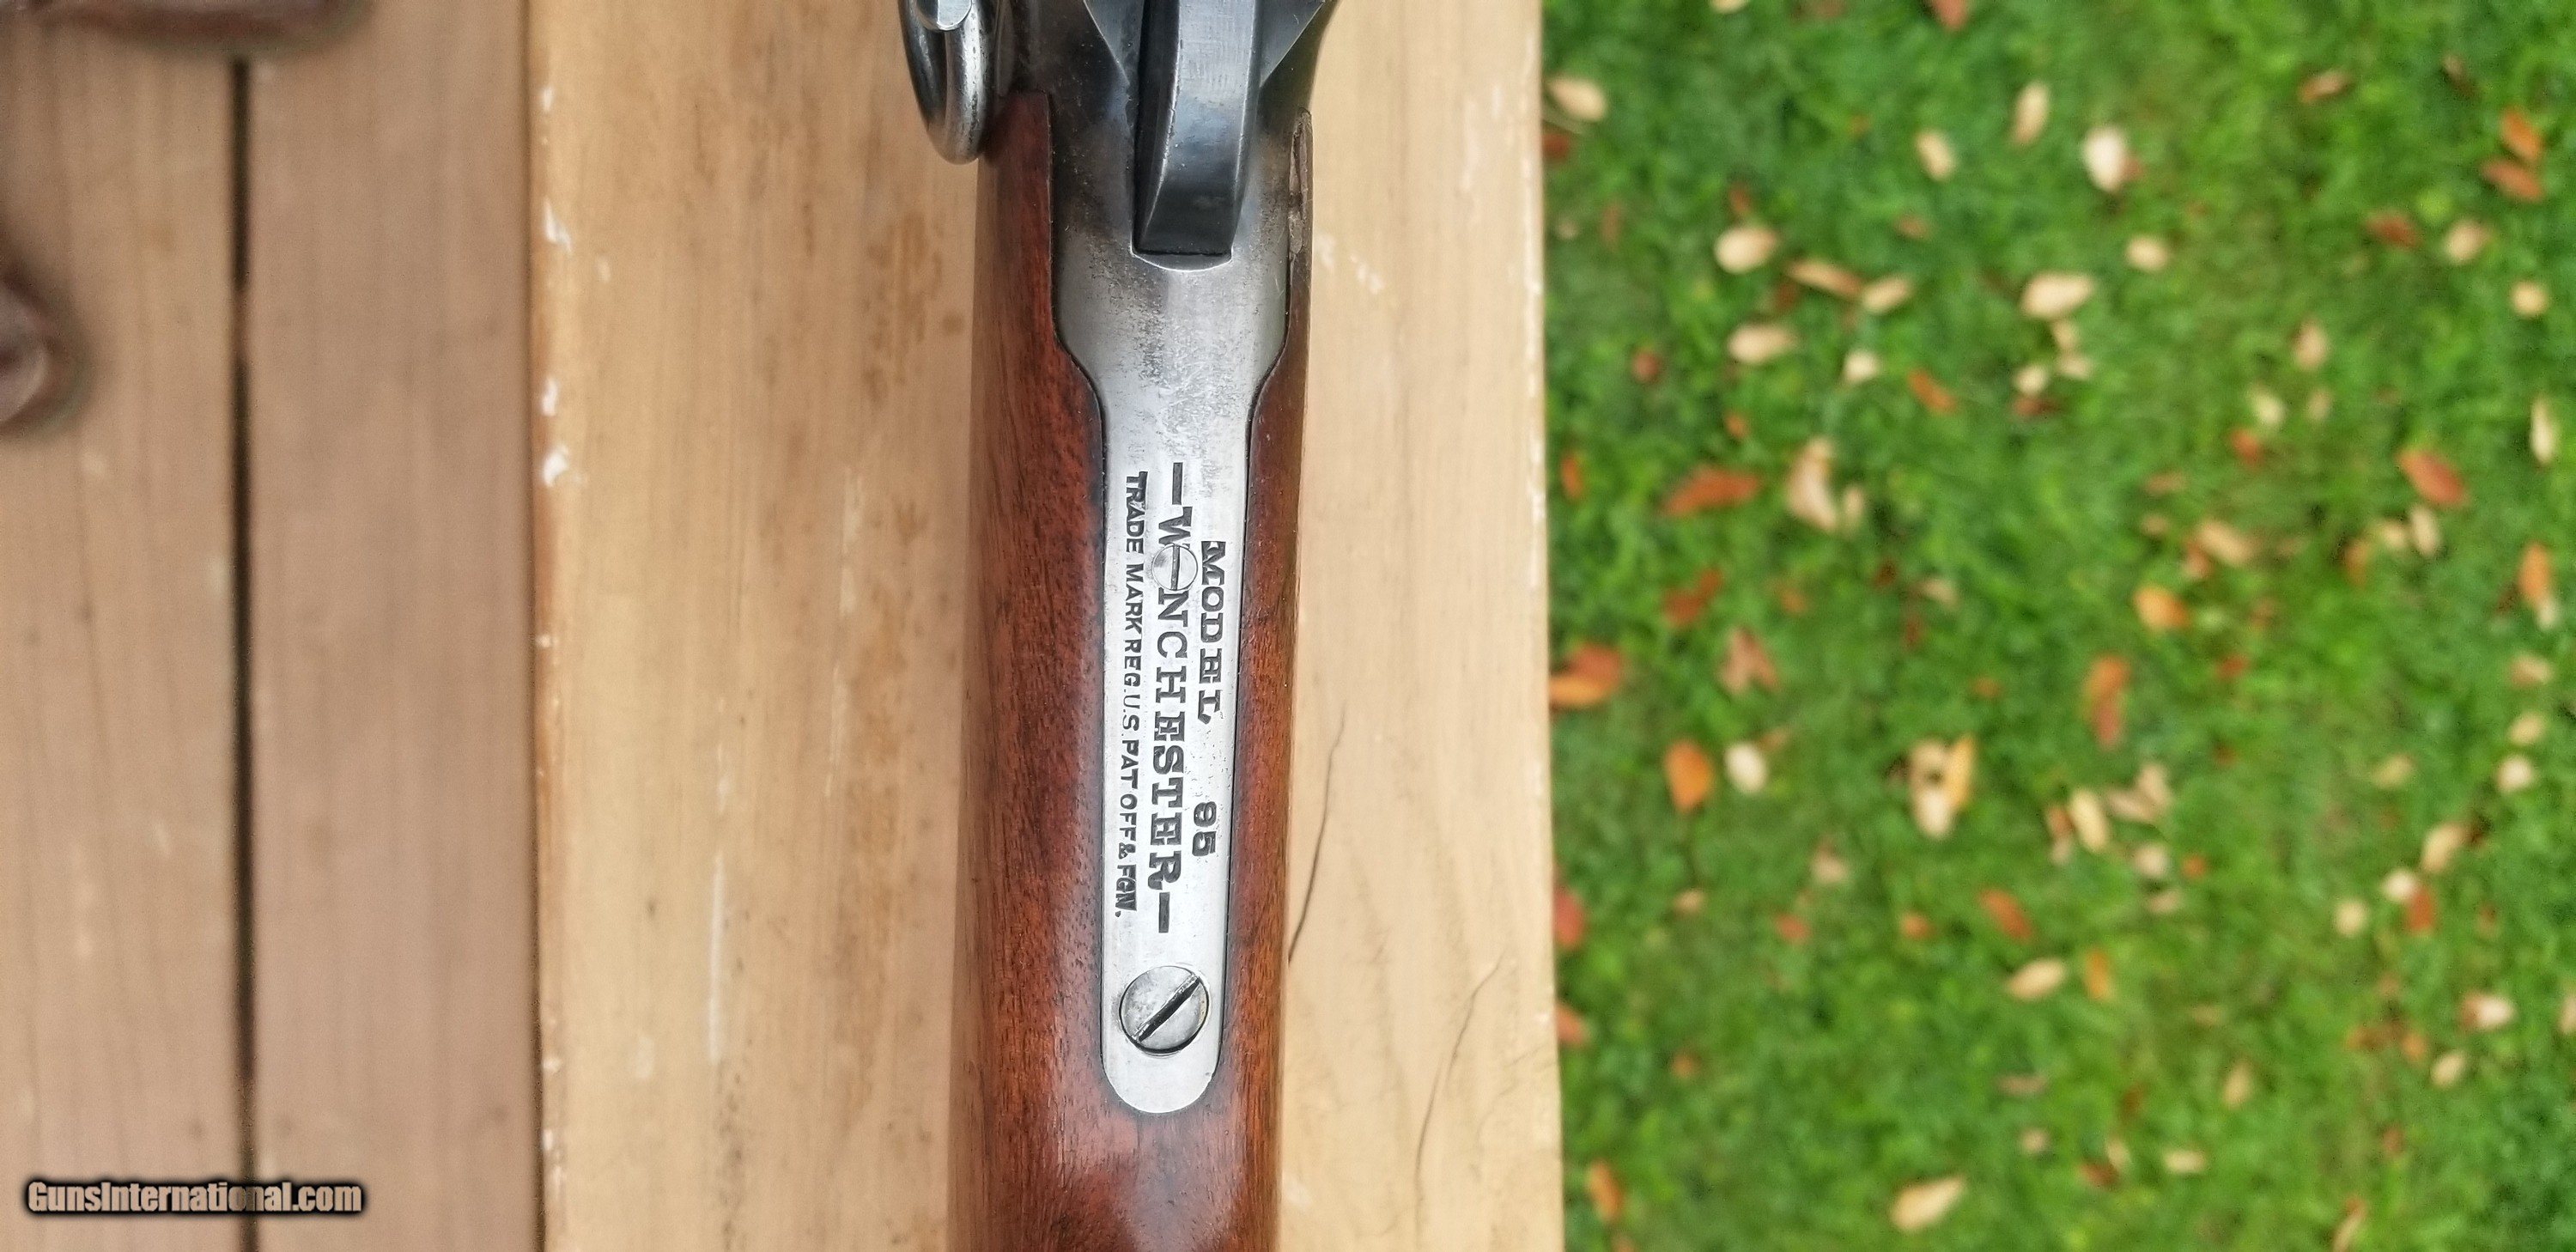 MODEL 95
—WINCHESTER—
TRADE MARK REG. U.S. PAT. OFF. & FGN.
GunsInternational.com